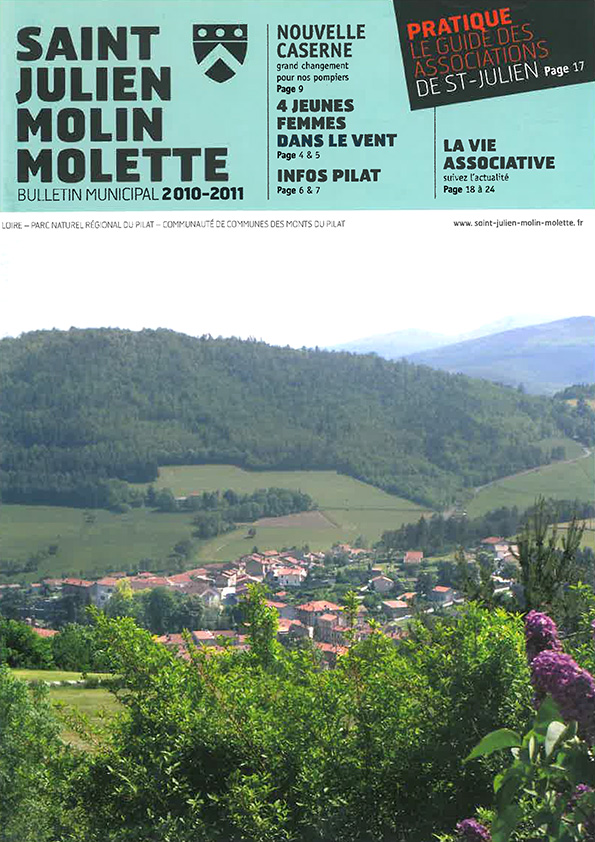 SAINT
JULIEN
MOLIN
MOLETTE
BULLETIN MUNICIPAL 2010-2011
NOUVELLE
CASERNE
grand changement
pour nos pompiers
Page 9
4 JEUNES
FEMMES
DANS LE VENT
Page 4 & 5
INFOS PILAT
Page 6 & 7
PRATIQUE
LE GUIDE DES
ASSOCIATIONS
DE ST-JULIEN Page 17
LA VIE
ASSOCIATIVE
suivez l'actualité
Page 18 à 24
LOIRE – PARC NATUREL RÉGIONAL DU PILAT – COMMUNAUTÉ DE COMMUNES DES MONTS DU PILAT
www. saint-julien-molin-molette. fr